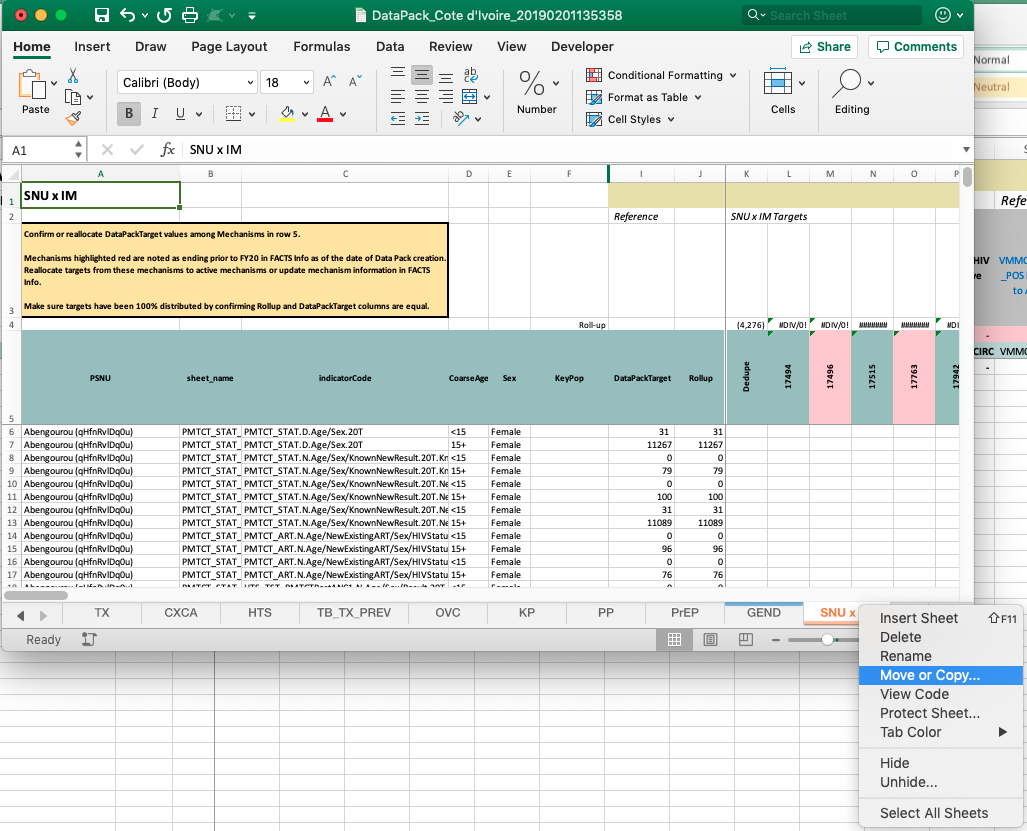 DataPack_Cote d'Ivoire_20190201135358
Search Sheet
Home Insert Draw Page Layout Formulas Data Review View Developer Share Comments
Normal
Neutral
Paste
Calibri (Body) 18
B I U
ab
Number
Conditional Formatting
Format as Table
Cell Styles
Cells
Editing
A1 fx SNU x IM
A B C D E F I J K L M N O P
1 SNU x IM
2 Reference SNU x IM Targets
Confirm or reallocate DataPackTarget values among Mechanisms in row 5.
Mechanisms highlighted red are noted as ending prior to FY20 in FACTS Info as of the date of Data Pack creation.
Reallocate targets from these mechanisms to active mechanisms or update mechanism information in FACTS
Info.
Make sure targets have been 100% distributed by confirming Rollup and DataPackTarget columns are equal.
3
4 Roll-up (4,276) #DIV/0! #DIV/0! ####### ####### #DI
5 PSNU sheet_name indicatorCode CoarseAge Sex KeyPop DataPackTarget Rollup Dedupe 17494 17496 17515 17763 17942
6 Abengourou (qHfnRvlDq0u) PMTCT_STAT_ PMTCT_STAT.D.Age/Sex.20T <15 Female 31 31
7 Abengourou (qHfnRvlDq0u) PMTCT_STAT_ PMTCT_STAT.D.Age/Sex.20T 15+ Female 11267 11267
8 Abengourou (qHfnRvlDq0u) PMTCT_STAT_ PMTCT_STAT.N.Age/Sex/KnownNewResult.20T.Kn <15 Female 0 0
9 Abengourou (qHfnRvlDq0u) PMTCT_STAT_ PMTCT_STAT.N.Age/Sex/KnownNewResult.20T.Kn 15+ Female 79 79
10 Abengourou (qHfnRvlDq0u) PMTCT_STAT_ PMTCT_STAT.N.Age/Sex/KnownNewResult.20T.Ne <15 Female 0 0
11 Abengourou (qHfnRvlDq0u) PMTCT_STAT_ PMTCT_STAT.N.Age/Sex/KnownNewResult.20T.Ne 15+ Female 100 100
12 Abengourou (qHfnRvlDq0u) PMTCT_STAT_ PMTCT_STAT.N.Age/Sex/KnownNewResult.20T.Ne <15 Female 31 31
13 Abengourou (qHfnRvlDq0u) PMTCT_STAT_ PMTCT_STAT.N.Age/Sex/KnownNewResult.20T.Ne 15+ Female 11089 11089
14 Abengourou (qHfnRvlDq0u) PMTCT_STAT_ PMTCT_ART.N.Age/NewExistingART/Sex/HIVStatu <15 Female 0 0
15 Abengourou (qHfnRvlDq0u) PMTCT_STAT_ PMTCT_ART.N.Age/NewExistingART/Sex/HIVStatu 15+ Female 96 96
16 Abengourou (qHfnRvlDq0u) PMTCT_STAT_ PMTCT_ART.N.Age/NewExistingART/Sex/HIVStatu <15 Female 0 0
17 Abengourou (qHfnRvlDq0u) PMTCT_STAT_ PMTCT_ART.N.Age/NewExistingART/Sex/HIVStatu 15+ Female 76 76
Refe
HIV VMMC
ve _POS
to A
-
CIRC VMMC
-
TX CXCA HTS TB_TX_PREV OVC KP PP PrEP GEND SNU x
Ready
Insert Sheet ⇧F11
Delete
Rename
Move or Copy...
View Code
Protect Sheet...
Tab Color
Hide
Unhide...
Select All Sheets